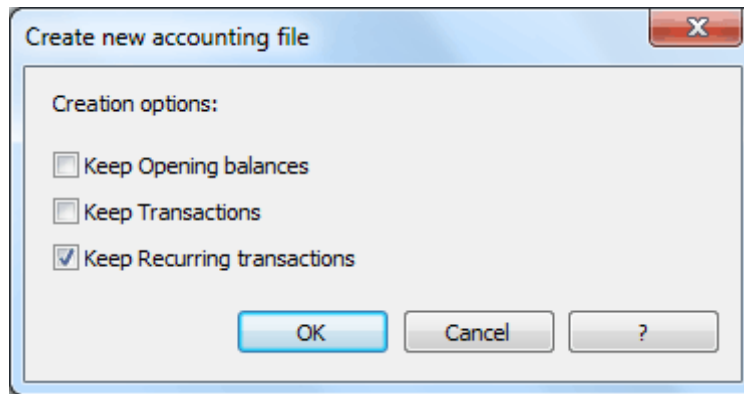 Create new accounting file
Creation options:
Keep Opening balances
Keep Transactions
Keep Recurring transactions
OK Cancel ?